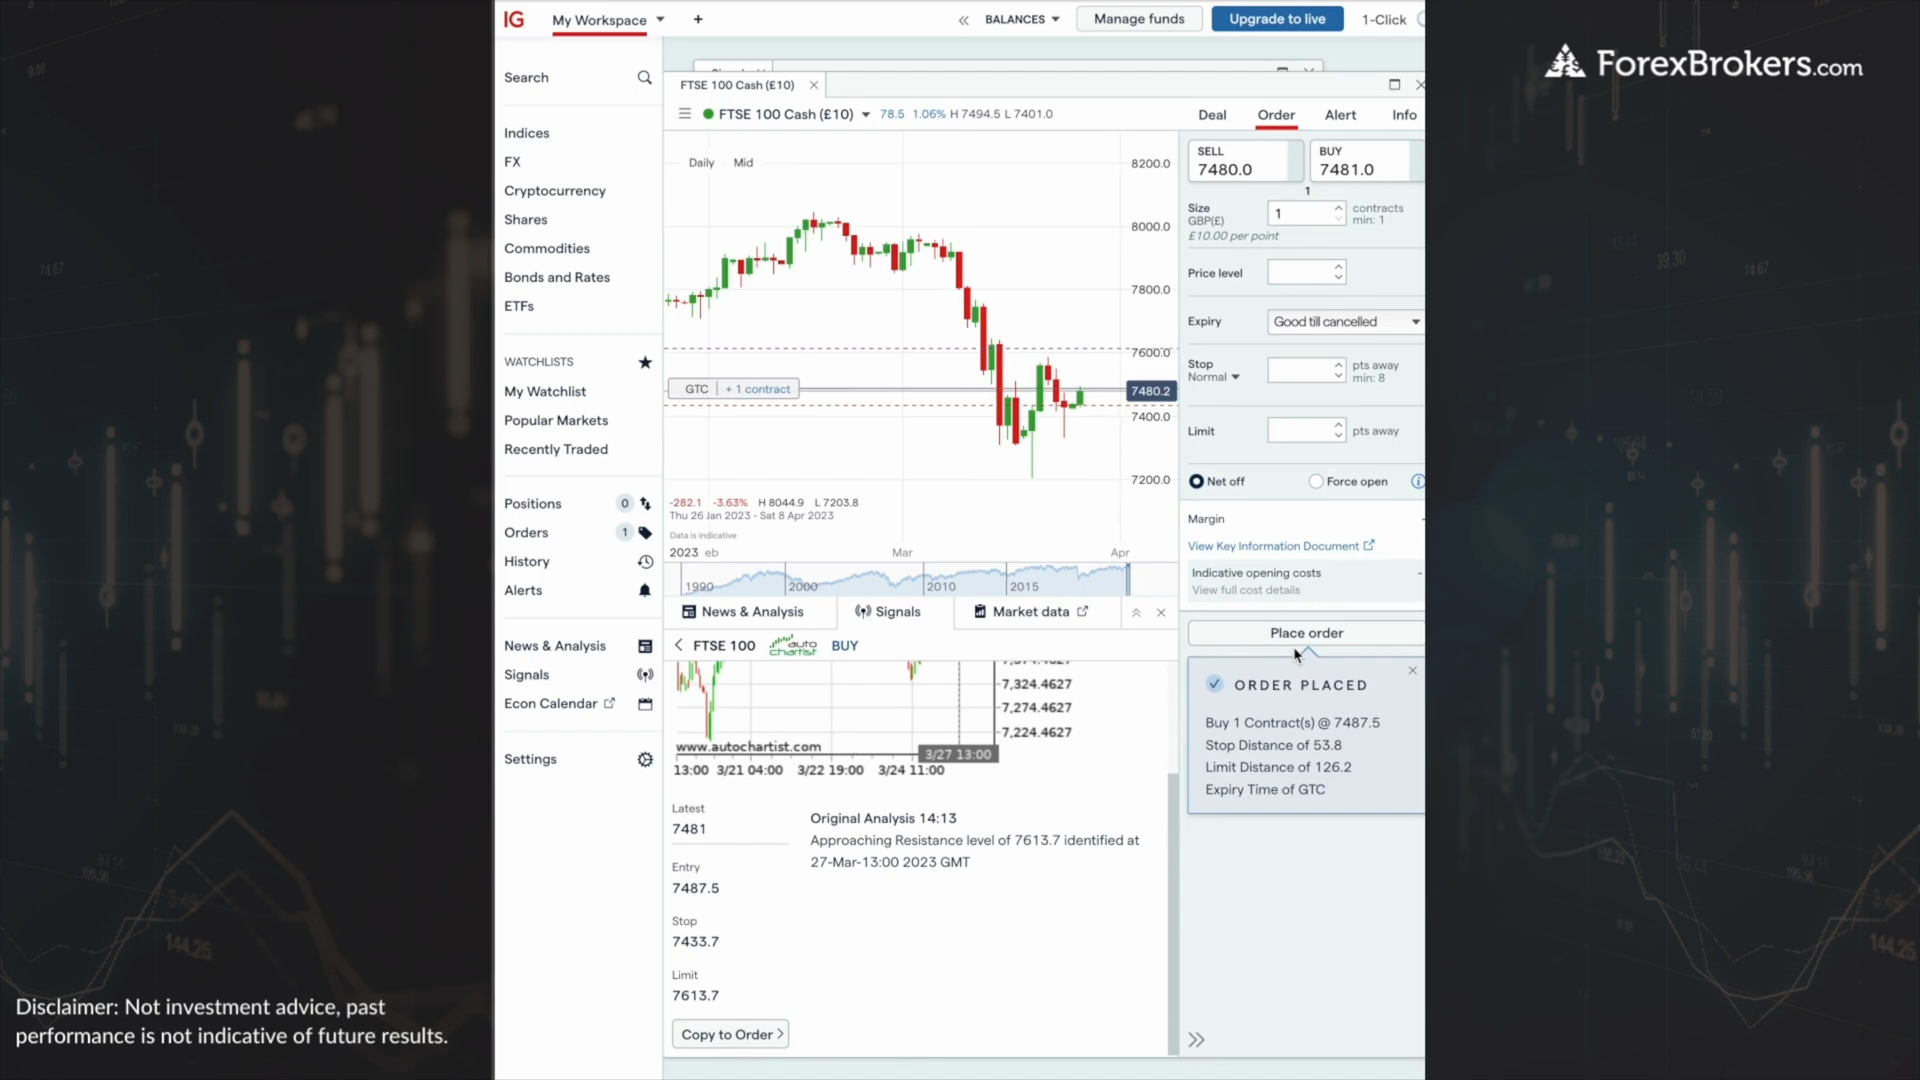 IG
My Workspace
+
BALANCES
Manage funds
Upgrade to live
1-Click
ForexBrokers.com
Search
Indices
FX
Cryptocurrency
Shares
Commodities
Bonds and Rates
ETFs
WATCHLISTS
My Watchlist
Popular Markets
Recently Traded
Positions 0
Orders 1
History
Alerts
News & Analysis
Signals
Econ Calendar
Settings
FTSE 100 Cash (£10)
FTSE 100 Cash (£10) 78.5 1.06% H 7494.5 L 7401.0
Daily Mid
8200.0
8000.0
7800.0
7600.0
GTC + 1 contract
7480.2
7400.0
7200.0
-282.1 -3.63% H 8044.9 L 7203.8
Thu 26 Jan 2023 - Sat 8 Apr 2023
Data is indicative
2023 eb Mar Apr
1990 2000 2010 2015
News & Analysis
Signals
Market data
FTSE 100 auto chartist BUY
7,324.4627
7,274.4627
7,224.4627
www.autochartist.com
3/27 13:00
13:00 3/21 04:00 3/22 19:00 3/24 11:00
Latest
7481
Entry
7487.5
Stop
7433.7
Limit
7613.7
Original Analysis 14:13
Approaching Resistance level of 7613.7 identified at
27-Mar-13:00 2023 GMT
Copy to Order
Deal Order Alert Info
SELL
7480.0
BUY
7481.0
1
Size
GBP(£)
1
contracts
min: 1
£10.00 per point
Price level
Expiry Good till cancelled
Stop
Normal
pts away
min: 8
Limit pts away
Net off Force open
Margin -
View Key Information Document
Indicative opening costs -
View full cost details
Place order
ORDER PLACED
Buy 1 Contract(s) @ 7487.5
Stop Distance of 53.8
Limit Distance of 126.2
Expiry Time of GTC
Disclaimer: Not investment advice, past
performance is not indicative of future results.
74.67
144.25
39.30
74.67
144.25